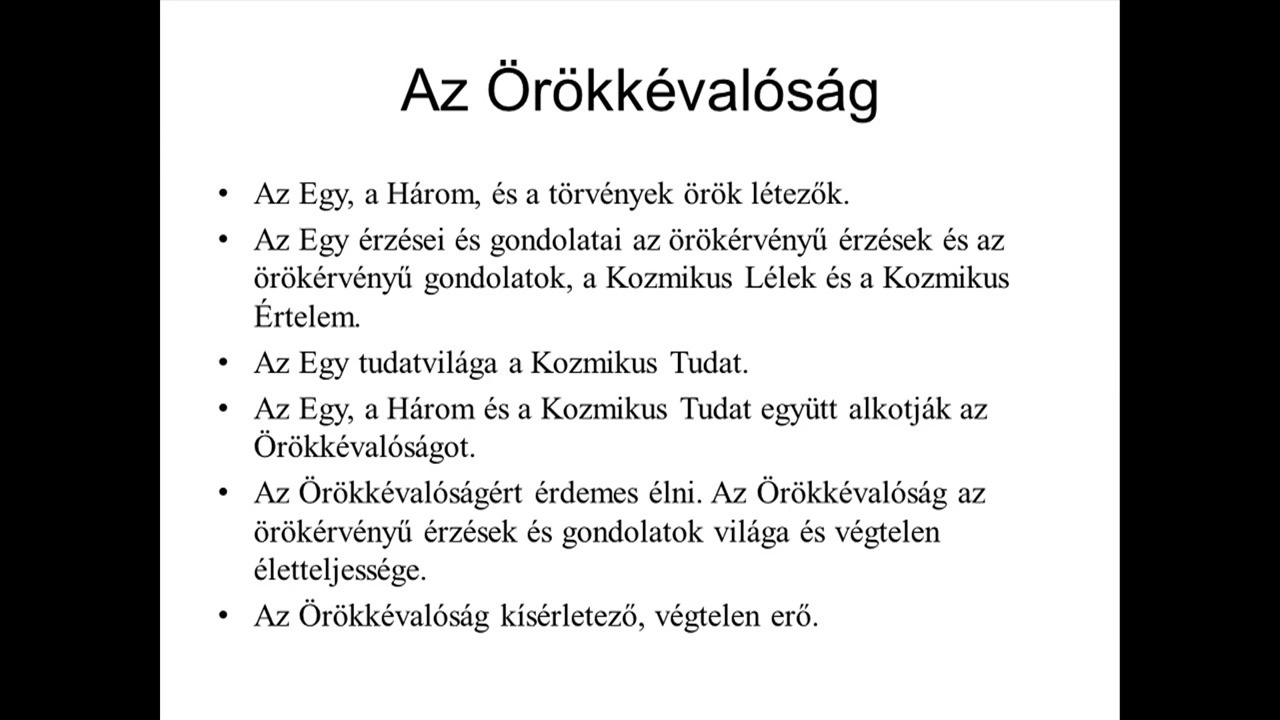 Az Örökkévalóság
• Az Egy, a Három, és a törvények örök létezők.
• Az Egy érzései és gondolatai az örökérvényű érzések és az
örökérvényű gondolatok, a Kozmikus Lélek és a Kozmikus
Értelem.
• Az Egy tudatvilága a Kozmikus Tudat.
• Az Egy, a Három és a Kozmikus Tudat együtt alkotják az
Örökkévalóságot.
• Az Örökkévalóságért érdemes élni. Az Örökkévalóság az
örökérvényű érzések és gondolatok világa és végtelen
életteljessége.
• Az Örökkévalóság kísérletező, végtelen erő.